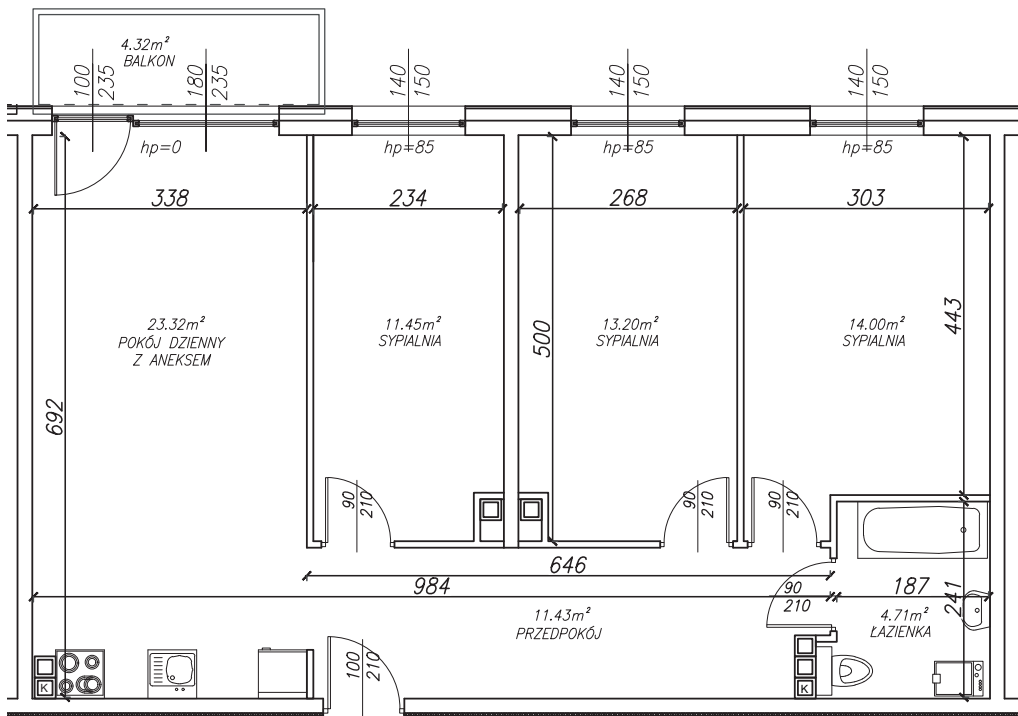 4.32m²
BALKON
100
235
180
235
140
150
140
150
140
150
hp=0
hp=85
hp=85
hp=85
338
234
268
303
23.32m²
POKÓJ DZIENNY
Z ANEKSEM
11.45m²
SYPIALNIA
13.20m²
SYPIALNIA
14.00m²
SYPIALNIA
500
443
692
90
210
90
210
90
210
646
984
90
210
187
241
11.43m²
PRZEDPOKÓJ
4.71m²
ŁAZIENKA
100
210
K
K